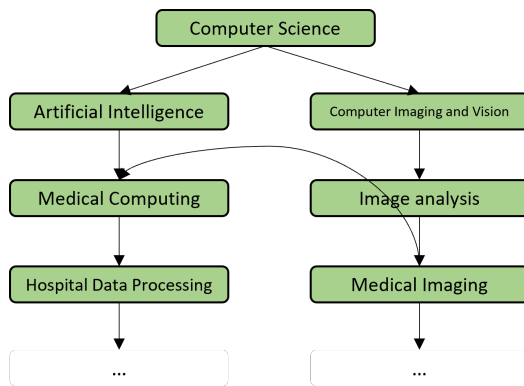 Computer Science
Artificial Intelligence
Computer Imaging and Vision
Medical Computing
Image analysis
Hospital Data Processing
Medical Imaging
...
...